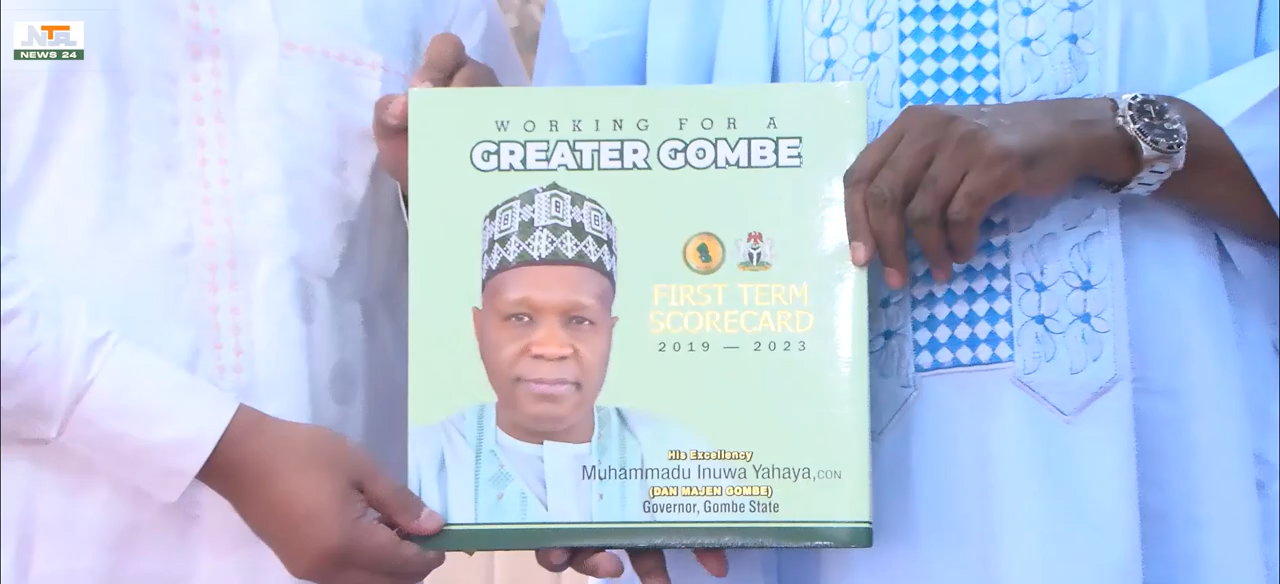 NTA
NEWS 24
WORKING FOR A
GREATER GOMBE
FIRST TERM
SCORECARD
2019 — 2023
His Excellency
Muhammadu Inuwa Yahaya, CON
(DAN MAJEN GOMBE)
Governor, Gombe State